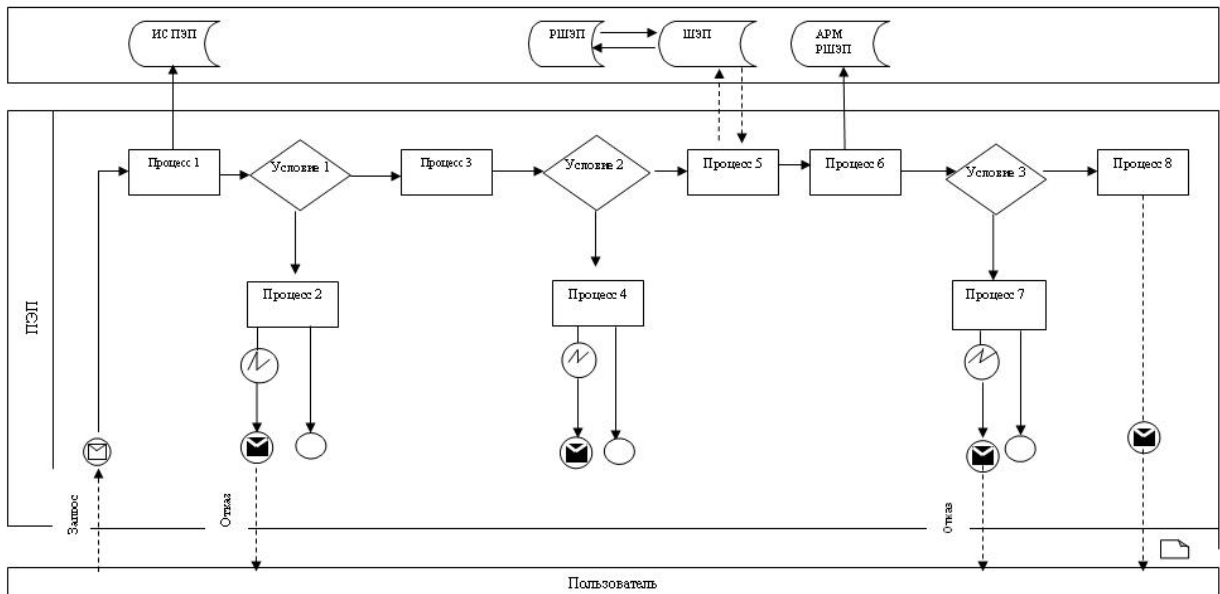 ИС ПЭП
РШЭП
ШЭП
АРМ
РШЭП
Процесс 1
Условие 1
Процесс 3
Условие 2
Процесс 5
Процесс 6
Условие 3
Процесс 8
Процесс 2
Процесс 4
Процесс 7
ПЭП
Запрос
Отказ
Отказ
Пользователь